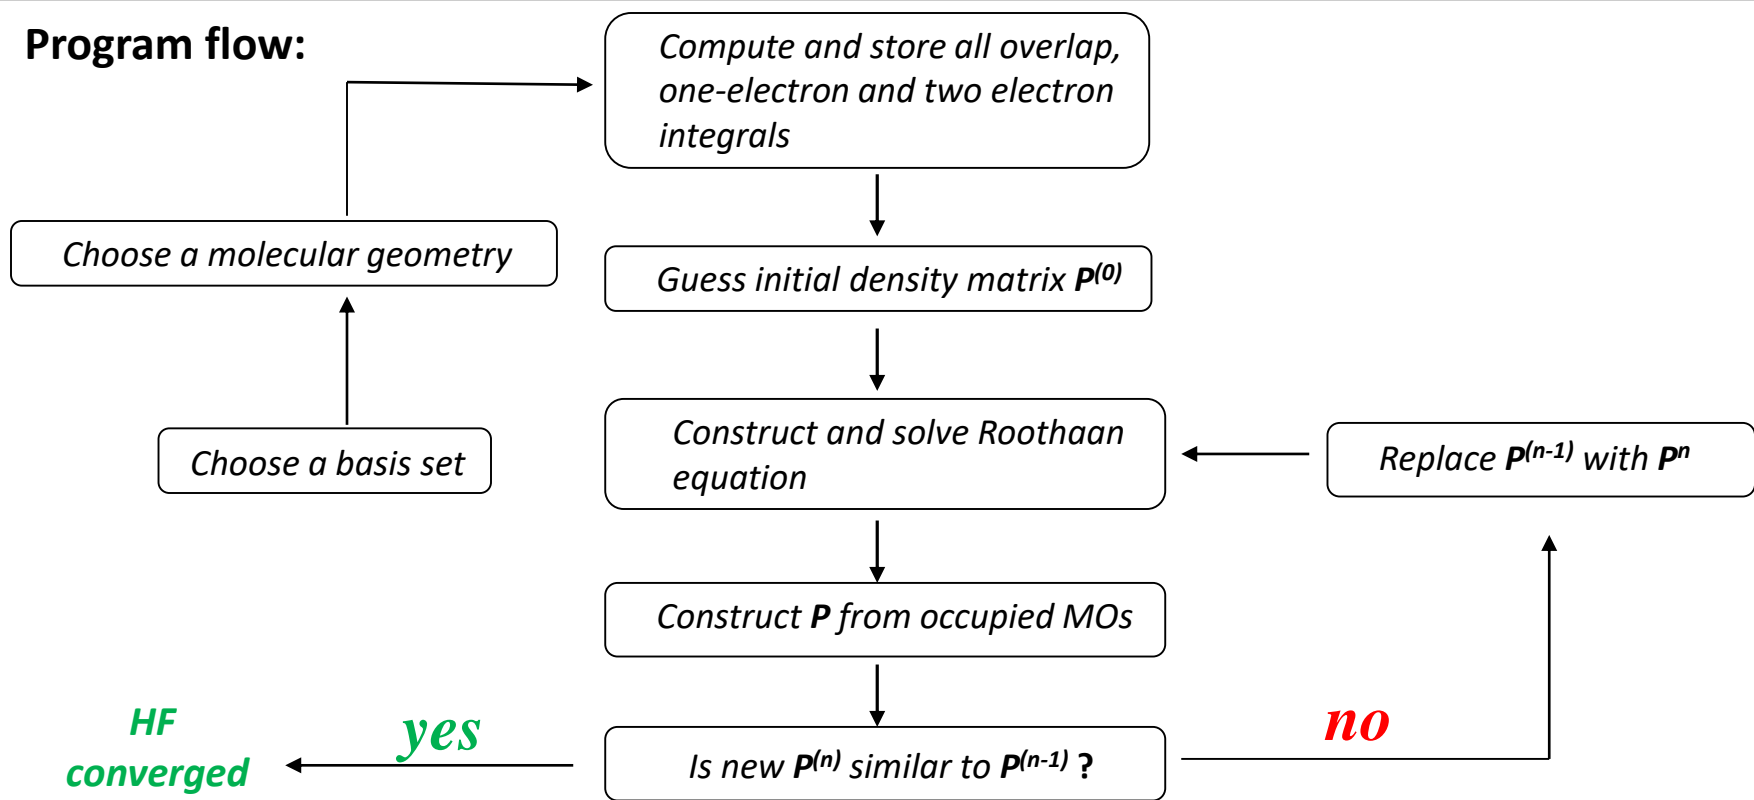 Program flow:
Compute and store all overlap,
one-electron and two electron
integrals
Choose a molecular geometry
Guess initial density matrix P(0)
Choose a basis set
Construct and solve Roothaan
equation
Replace P(n-1) with Pn
Construct P from occupied MOs
HF
converged
yes
Is new P(n) similar to P(n-1) ?
no